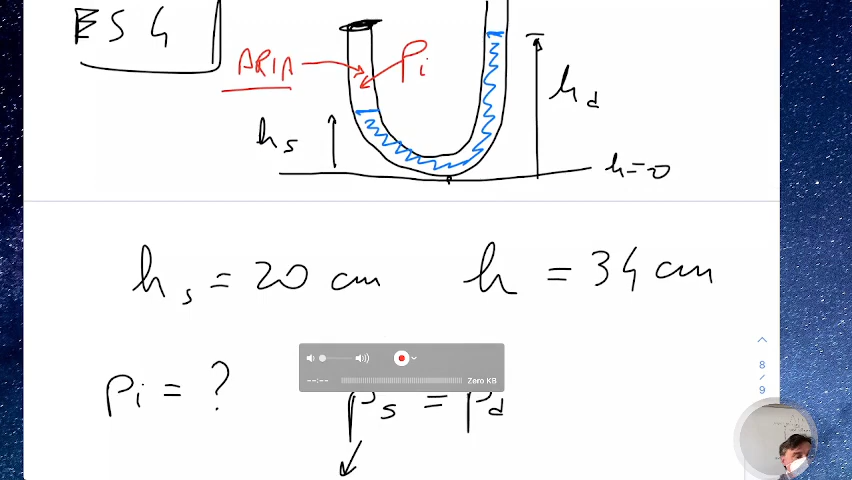 ES 4
ARIA
Pi
hs
hd
h=0
hs = 20 cm
h = 34 cm
8
/
9
--:--
Zero KB
Pi = ?
Ps = Pd